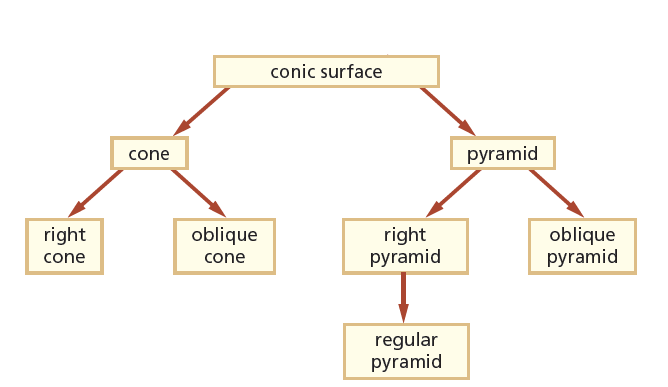 conic surface
cone
pyramid
right
cone
oblique
cone
right
pyramid
oblique
pyramid
regular
pyramid